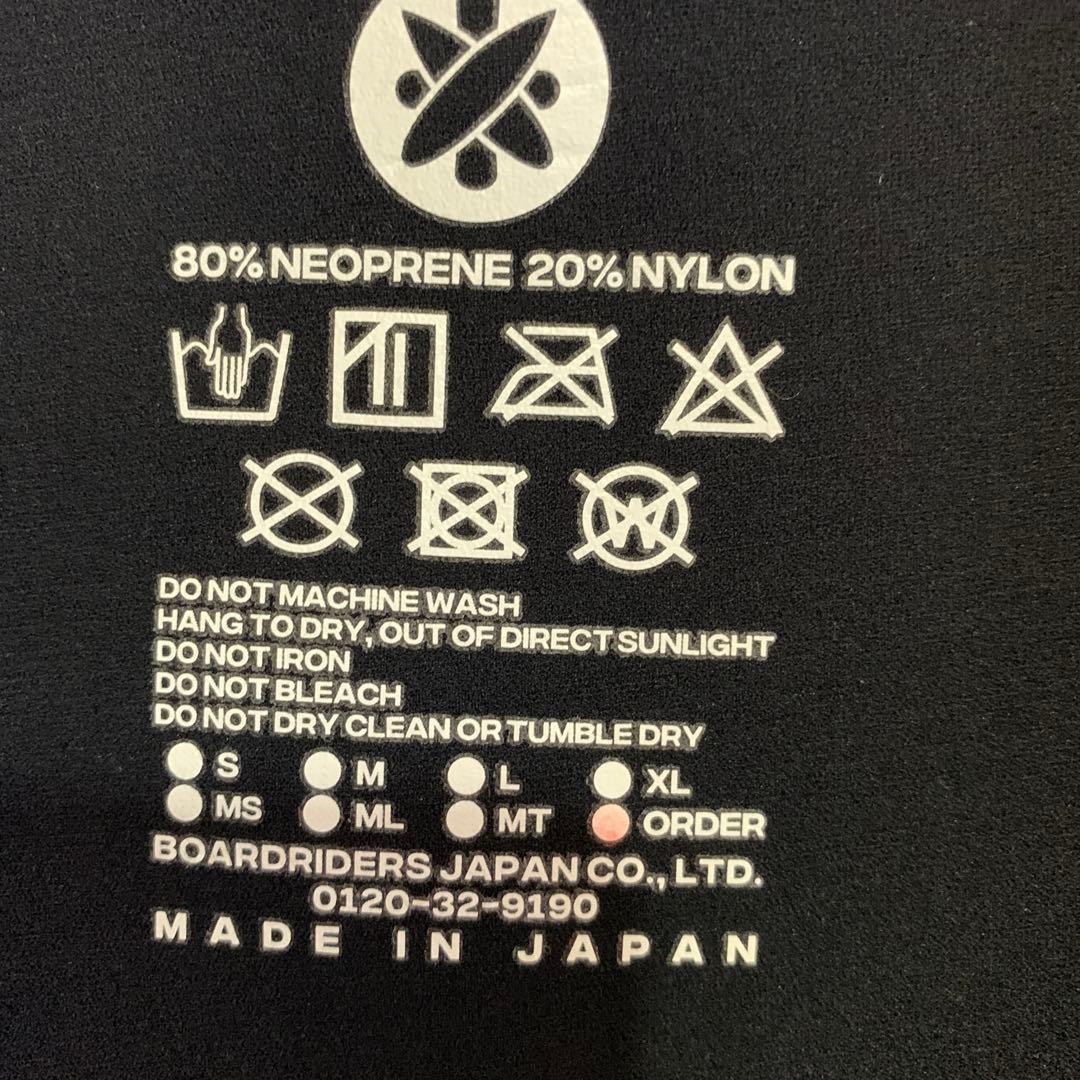 80% NEOPRENE 20% NYLON
W
DO NOT MACHINE WASH
HANG TO DRY, OUT OF DIRECT SUNLIGHT
DO NOT IRON
DO NOT BLEACH
DO NOT DRY CLEAN OR TUMBLE DRY
S M L XL
MS ML MT ORDER
BOARDRIDERS JAPAN CO., LTD.
0120-32-9190
MADE IN JAPAN